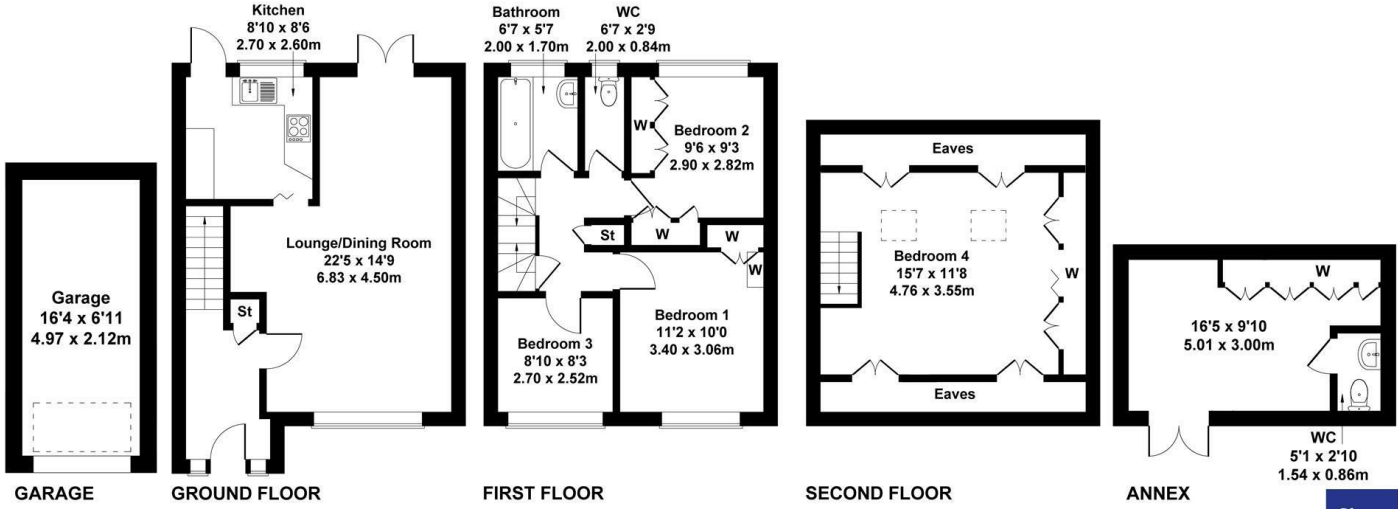 Kitchen
8'10 x 8'6
2.70 x 2.60m
Lounge/Dining Room
22'5 x 14'9
6.83 x 4.50m
St
Garage
16'4 x 6'11
4.97 x 2.12m
GARAGE
GROUND FLOOR
Bathroom
6'7 x 5'7
2.00 x 1.70m
WC
6'7 x 2'9
2.00 x 0.84m
W
Bedroom 2
9'6 x 9'3
2.90 x 2.82m
St
W
W
W
Bedroom 1
11'2 x 10'0
3.40 x 3.06m
Bedroom 3
8'10 x 8'3
2.70 x 2.52m
FIRST FLOOR
Eaves
Bedroom 4
15'7 x 11'8
4.76 x 3.55m
W
Eaves
SECOND FLOOR
W
16'5 x 9'10
5.01 x 3.00m
WC
5'1 x 2'10
1.54 x 0.86m
ANNEX